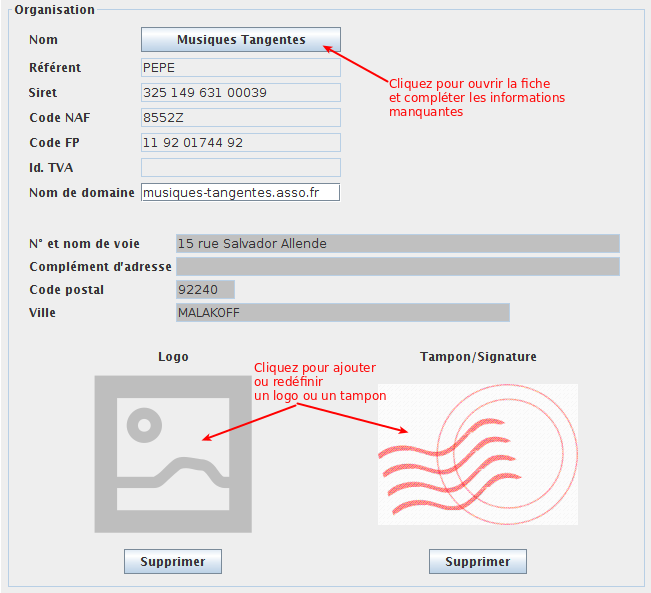 Organisation
Nom Musiques Tangentes
Référent PEPE
Siret 325 149 631 00039
Code NAF 8552Z
Code FP 11 92 01744 92
Id. TVA
Nom de domaine musiques-tangentes.asso.fr
Cliquez pour ouvrir la fiche
et compléter les informations
manquantes
N° et nom de voie 15 rue Salvador Allende
Complément d'adresse
Code postal 92240
Ville MALAKOFF
Logo
Tampon/Signature
Cliquez pour ajouter
ou redéfinir
un logo ou un tampon
Supprimer
Supprimer